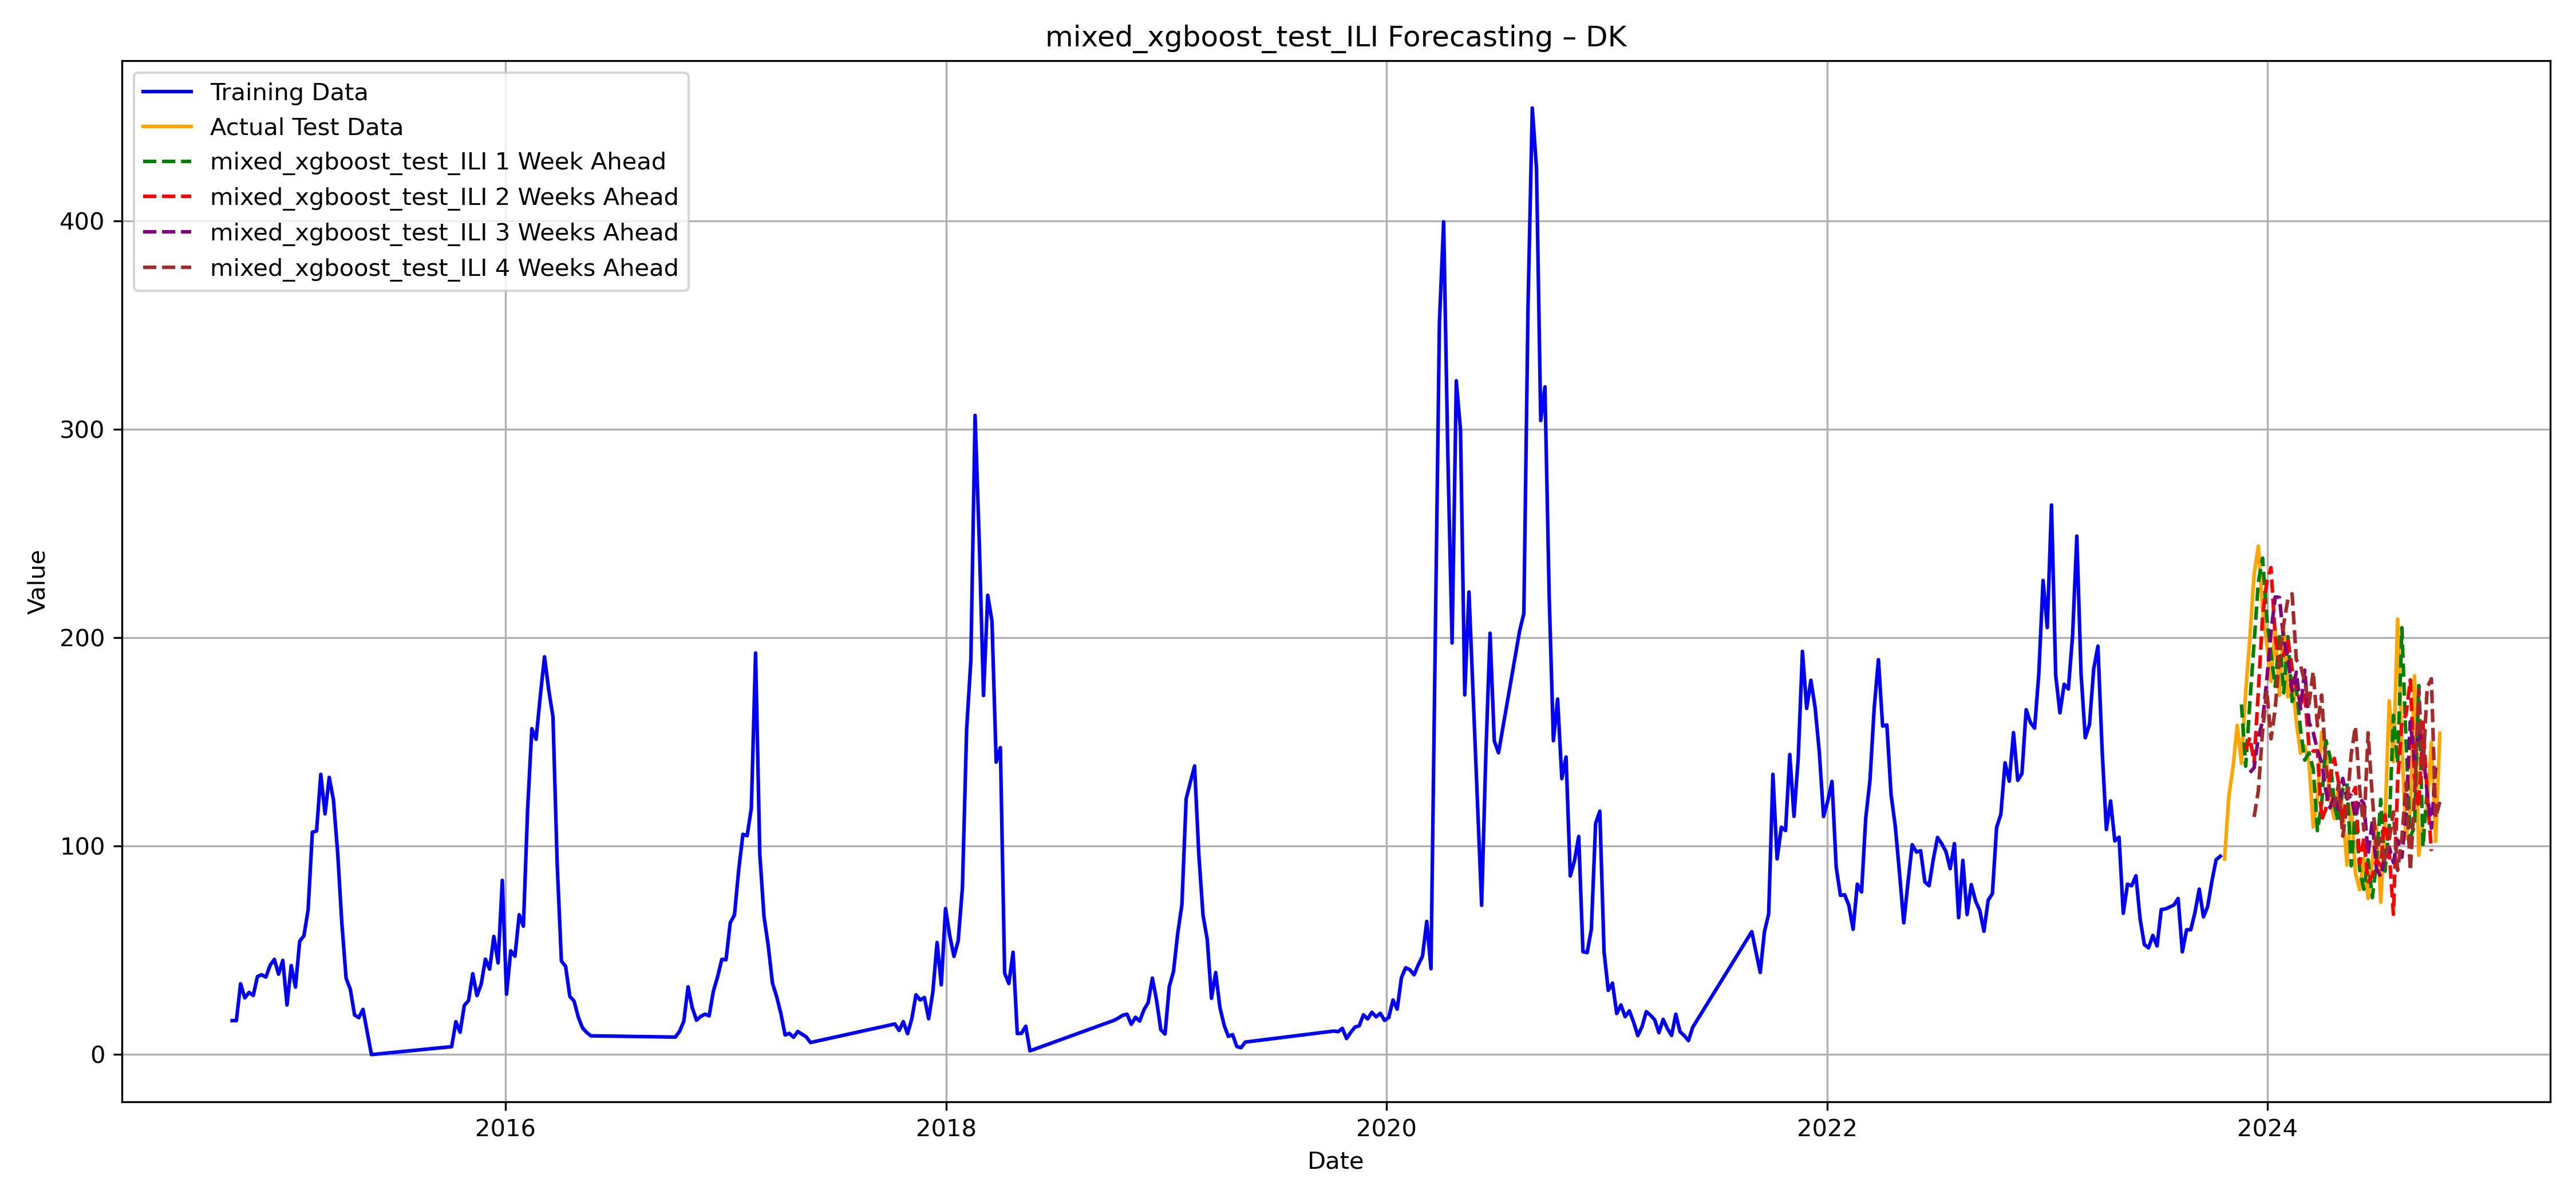 mixed_xgboost_test_ILI Forecasting – DK
Training Data
Actual Test Data
mixed_xgboost_test_ILI 1 Week Ahead
mixed_xgboost_test_ILI 2 Weeks Ahead
mixed_xgboost_test_ILI 3 Weeks Ahead
mixed_xgboost_test_ILI 4 Weeks Ahead
Value
400
300
200
100
0
2016
2018
2020
2022
2024
Date